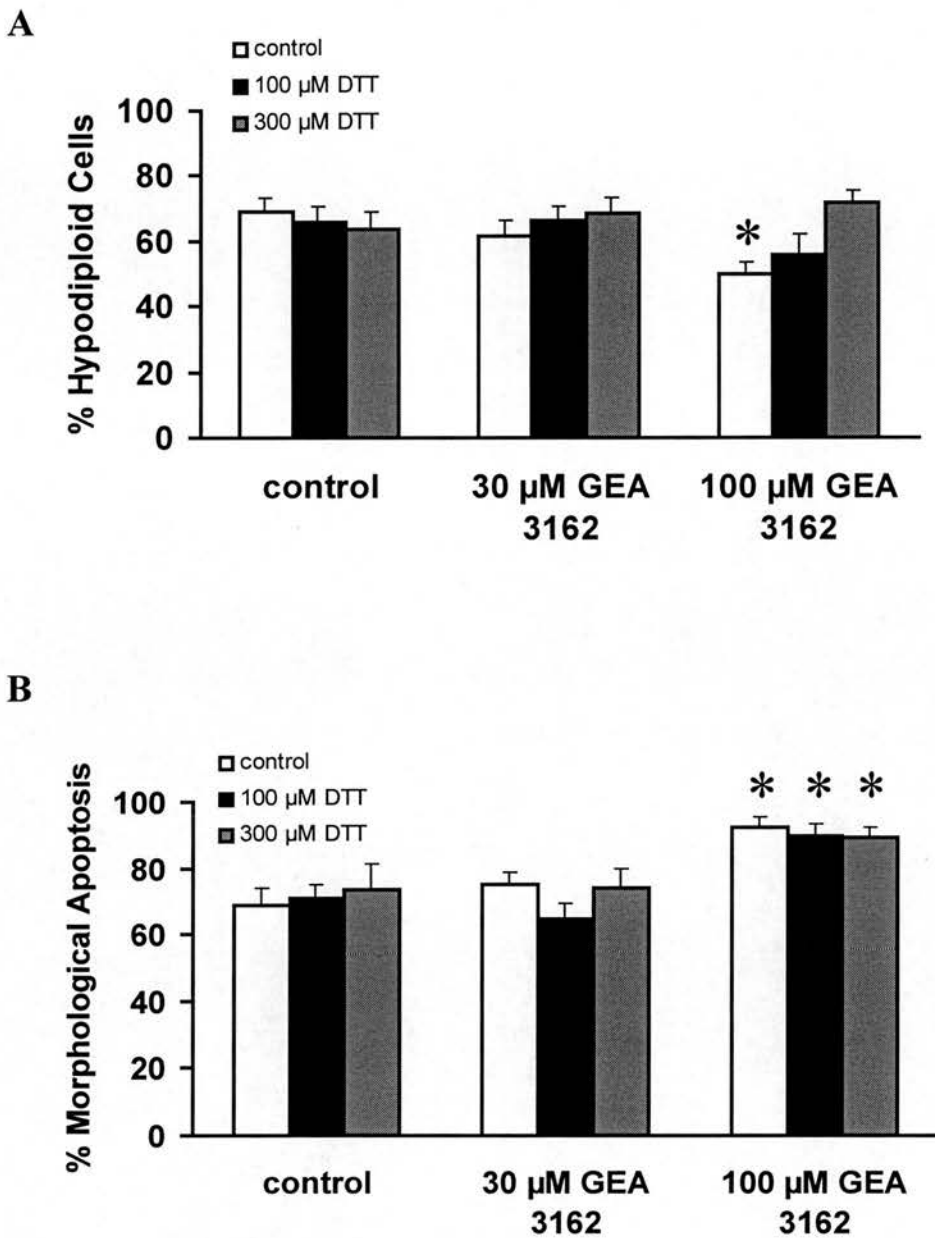 A
control
100 µM DTT
300 µM DTT
% Hypodiploid Cells
100
80
60
40
20
0
*
control
30 µM GEA
3162
100 µM GEA
3162
B
control
100 µM DTT
300 µM DTT
% Morphological Apoptosis
100
80
60
40
20
0
* * *
control
30 µM GEA
3162
100 µM GEA
3162